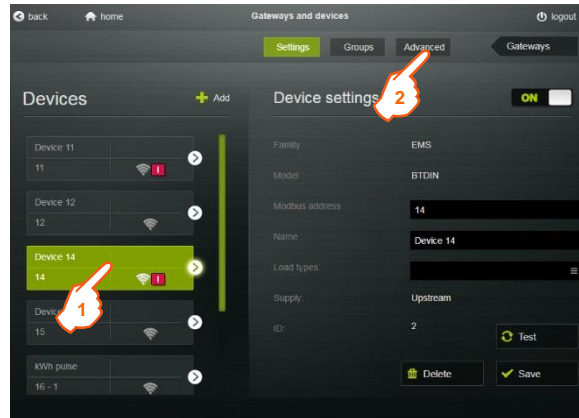 back home Gateways and devices logout
Settings Groups Advanced Gateways
Devices Add
Device 11
11 I
Device 12
12
Device 14
14 I
1
15
kWh pulse
16 - 1
Device settings ON
2
Family EMS
Model BTDIN
Modbus address : 14
Name Device 14
Load types:
Supply: Upstream
ID: 2
Test
Delete Save